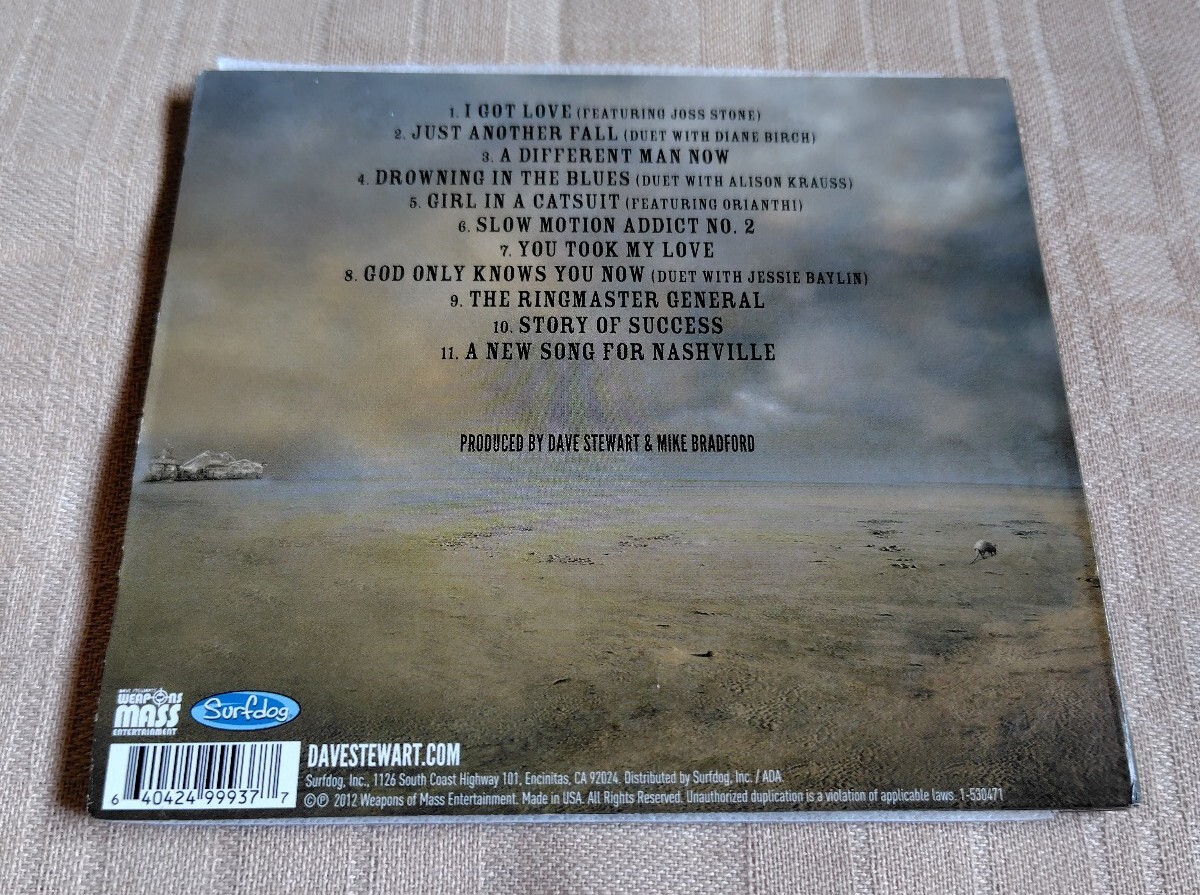 1. I GOT LOVE (FEATURING JOSS STONE)
2. JUST ANOTHER FALL (DUET WITH DIANE BIRCH)
3. A DIFFERENT MAN NOW
4. DROWNING IN THE BLUES (DUET WITH ALISON KRAUSS)
5. GIRL IN A CATSUIT (FEATURING ORIANTHI)
6. SLOW MOTION ADDICT NO. 2
7. YOU TOOK MY LOVE
8. GOD ONLY KNOWS YOU NOW (DUET WITH JESSIE BAYLIN)
9. THE RINGMASTER GENERAL
10. STORY OF SUCCESS
11. A NEW SONG FOR NASHVILLE
PRODUCED BY DAVE STEWART & MIKE BRADFORD
DAVE STEWART'S
WEAPONS
MASS
ENTERTAINMENT
Surfdog
DAVESTEWART.COM
Surfdog, Inc., 1126 South Coast Highway 101, Encinitas, CA 92024. Distributed by Surfdog, Inc. / ADA.
©℗ 2012 Weapons of Mass Entertainment. Made in USA. All Rights Reserved. Unauthorized duplication is a violation of applicable laws. 1-530471
6 40424 99937 7